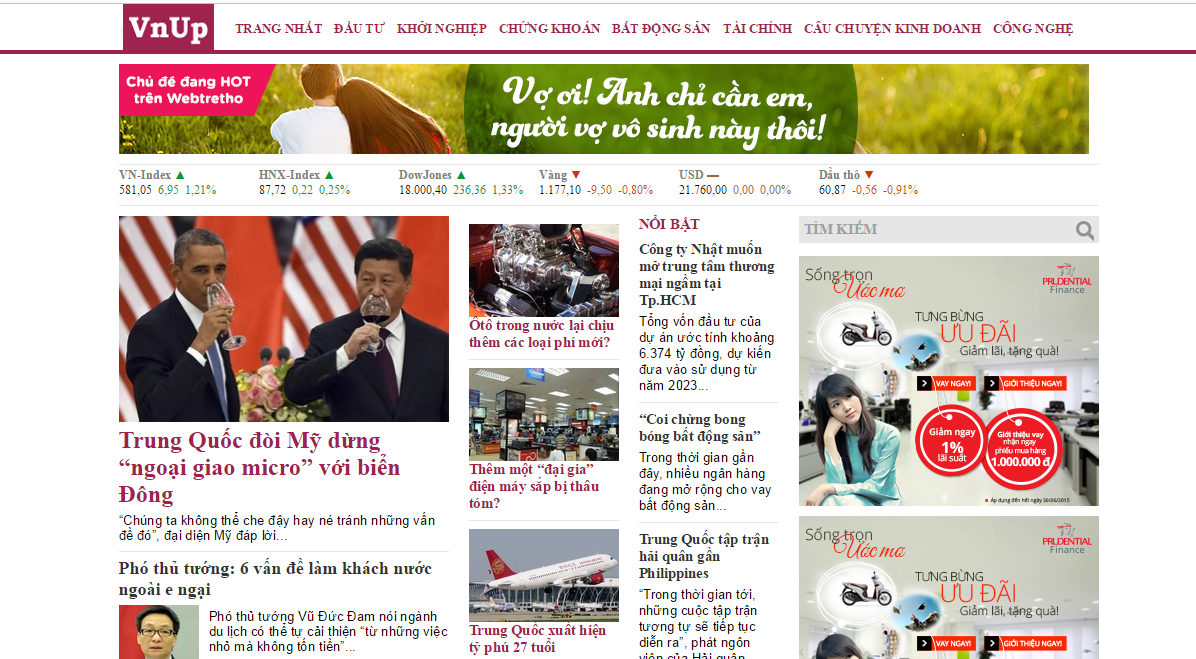 VnUp
TRANG NHẤT ĐẦU TƯ KHỞI NGHIỆP CHỨNG KHOÁN BẤT ĐỘNG SẢN TÀI CHÍNH CÂU CHUYỆN KINH DOANH CÔNG NGHỆ
Chủ đề đang HOT
trên Webtretho
Vợ ơi! Anh chỉ cần em,
người vợ vô sinh này thôi!
VN-Index
581,05 6,95 1,21%
HNX-Index
87,72 0,22 0,25%
DowJones
18.000,40 236,36 1,33%
Vàng
1.177,10 -9,50 -0,80%
USD
21.760,00 0,00 0,00%
Dầu thô
60,87 -0,56 -0,91%
Trung Quốc đòi Mỹ dừng
“ngoại giao micro” với biển
Đông
“Chúng ta không thể che đậy hay né tránh những vấn
đề đó”, đại diện Mỹ đáp lời...
Phó thủ tướng: 6 vấn đề làm khách nước
ngoài e ngại
Phó thủ tướng Vũ Đức Đam nói ngành
du lịch có thể tự cải thiện “từ những việc
nhỏ mà không tốn tiền”...
Ôtô trong nước lại chịu
thêm các loại phí mới?
Thêm một “đại gia”
điện máy sắp bị thâu
tóm?
Trung Quốc xuất hiện
tỷ phú 27 tuổi
NỔI BẬT
Công ty Nhật muốn
mở trung tâm thương
mại ngầm tại
Tp.HCM
Tổng vốn đầu tư của
dự án ước tính khoảng
6.374 tỷ đồng, dự kiến
đưa vào sử dụng từ
năm 2023...
“Coi chừng bong
bóng bất động sản”
Trong thời gian gần
đây, nhiều ngân hàng
đang mở rộng cho vay
bất động sản...
Trung Quốc tập trận
hải quân gần
Philippines
“Trong thời gian tới,
những cuộc tập trận
tương tự sẽ tiếp tục
diễn ra”, phát ngôn
viên của Hải quân
TÌM KIẾM
Sống trọn
Ước mơ
PRUDENTIAL
Finance
TƯNG BỪNG
ƯU ĐÃI
Giảm lãi, tặng quà!
VAY NGAY!
GIỚI THIỆU NGAY!
Giảm ngay
1%
lãi suất
Giới thiệu vay
nhận ngay
phiếu mua hàng
1.000.000 đ
Áp dụng đến hết ngày 30/06/2015
Sống trọn
Ước mơ
PRUDENTIAL
Finance
TƯNG BỪNG
ƯU ĐÃI
Giảm lãi, tặng quà!
VAY NGAY!
GIỚI THIỆU NGAY!